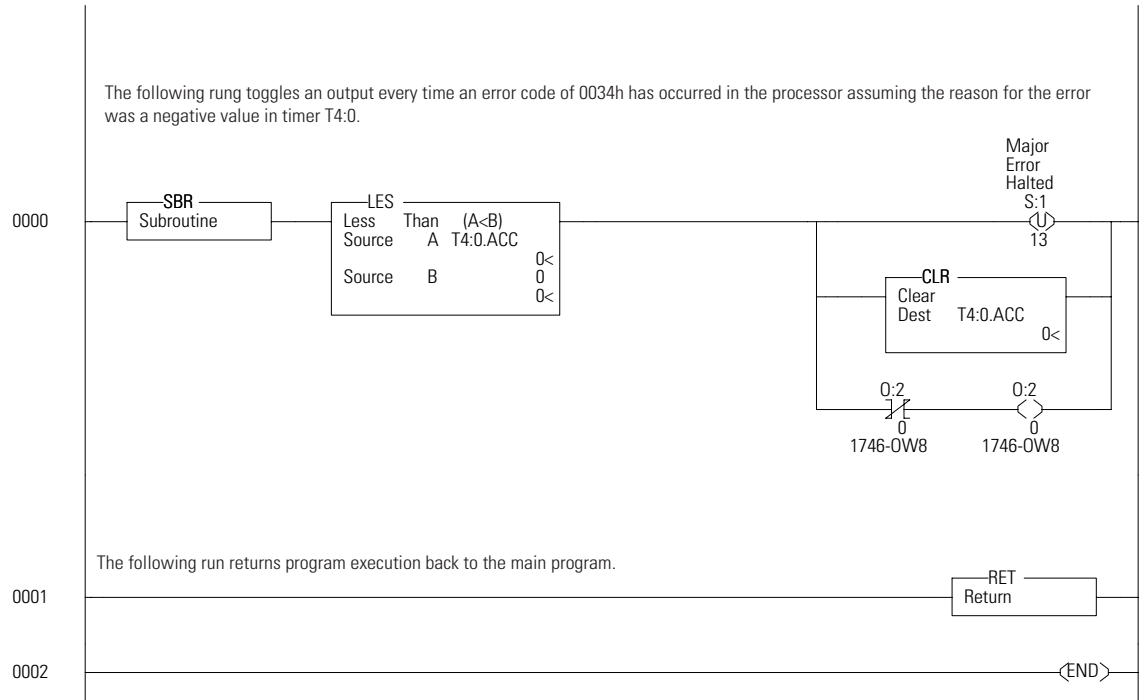 The following rung toggles an output every time an error code of 0034h has occurred in the processor assuming the reason for the error
was a negative value in timer T4:0.
Major
Error
Halted
S:1
0000
SBR
Subroutine
LES
Less Than (A<B)
Source A T4:0.ACC
0<
Source B 0
0<
U
13
CLR
Clear
Dest T4:0.ACC
0<
O:2 O:2
0 0
1746-OW8 1746-OW8
The following run returns program execution back to the main program.
0001
RET
Return
0002
END